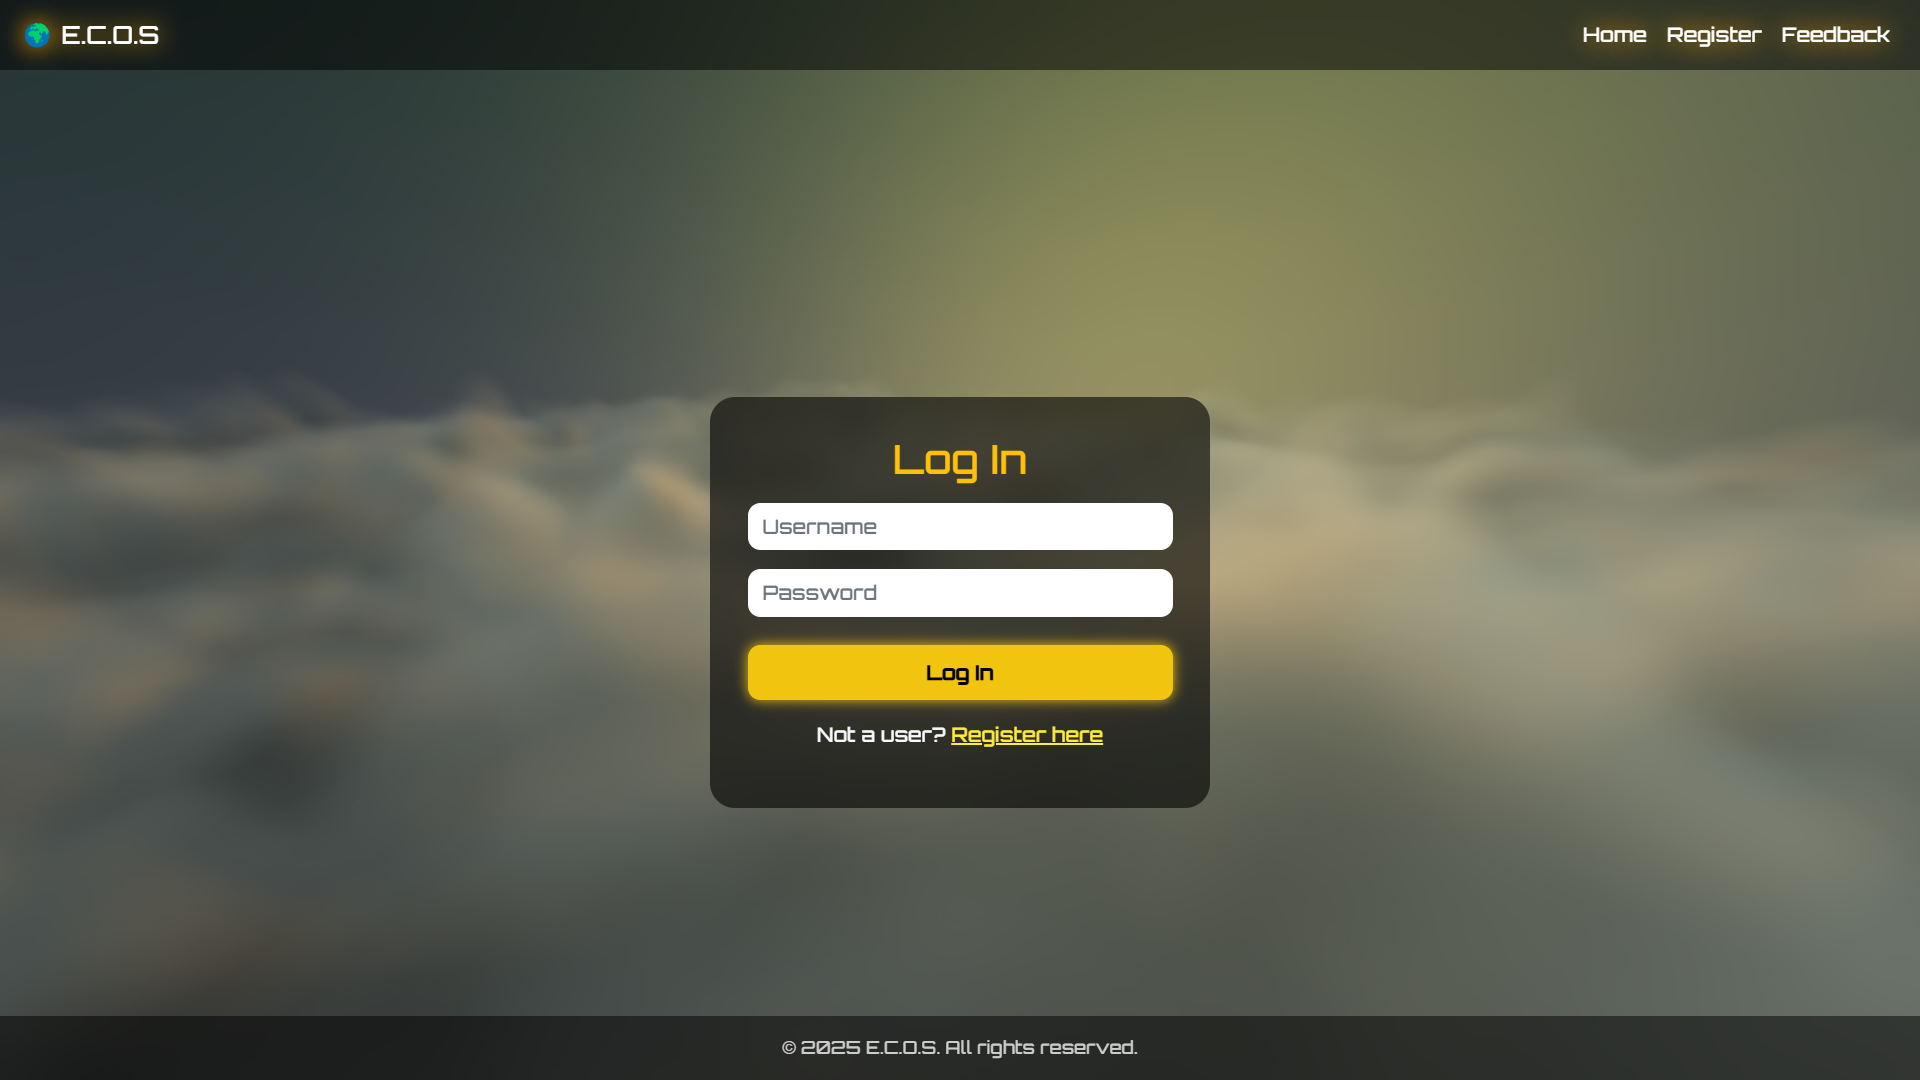 E.C.O.S
Home Register Feedback
Log In
Username
Password
Log In
Not a user? Register here
© 2025 E.C.O.S. All rights reserved.